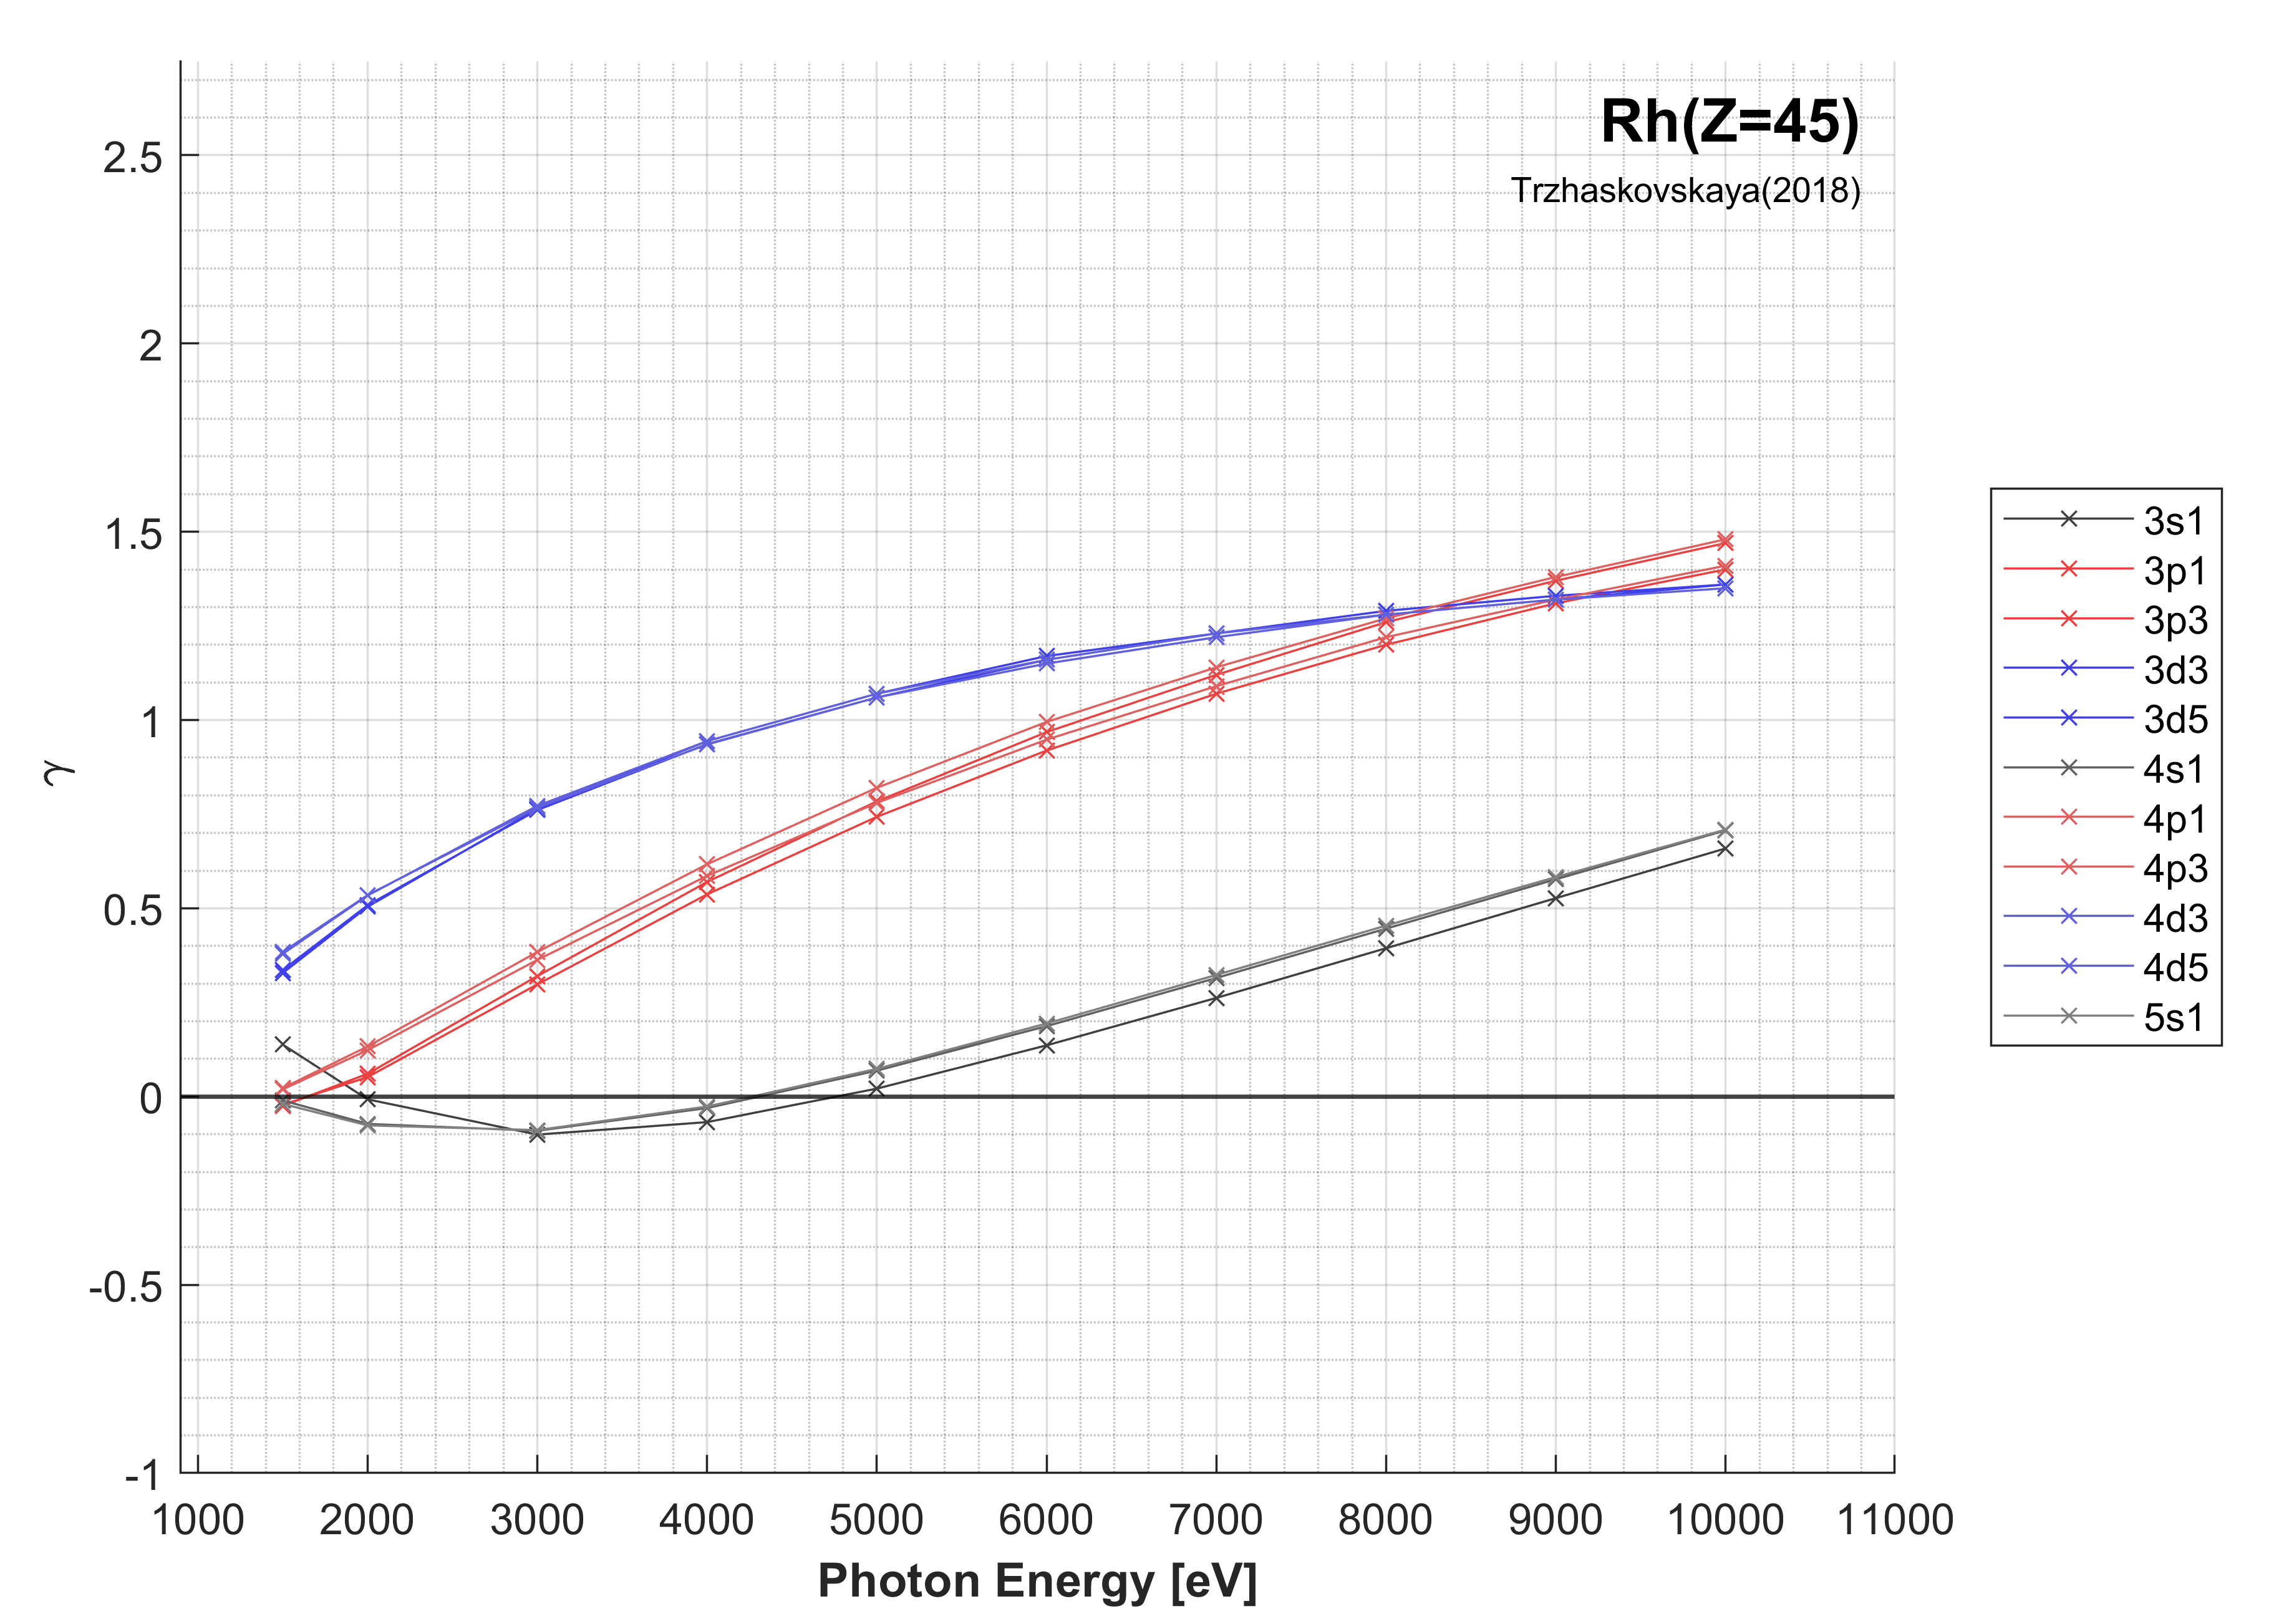 Rh(Z=45)
Trzhaskovskaya(2018)
2.5
2
1.5
1
0.5
0
-0.5
-1
γ
1000 2000 3000 4000 5000 6000 7000 8000 9000 10000 11000
Photon Energy [eV]
3s1
3p1
3p3
3d3
3d5
4s1
4p1
4p3
4d3
4d5
5s1